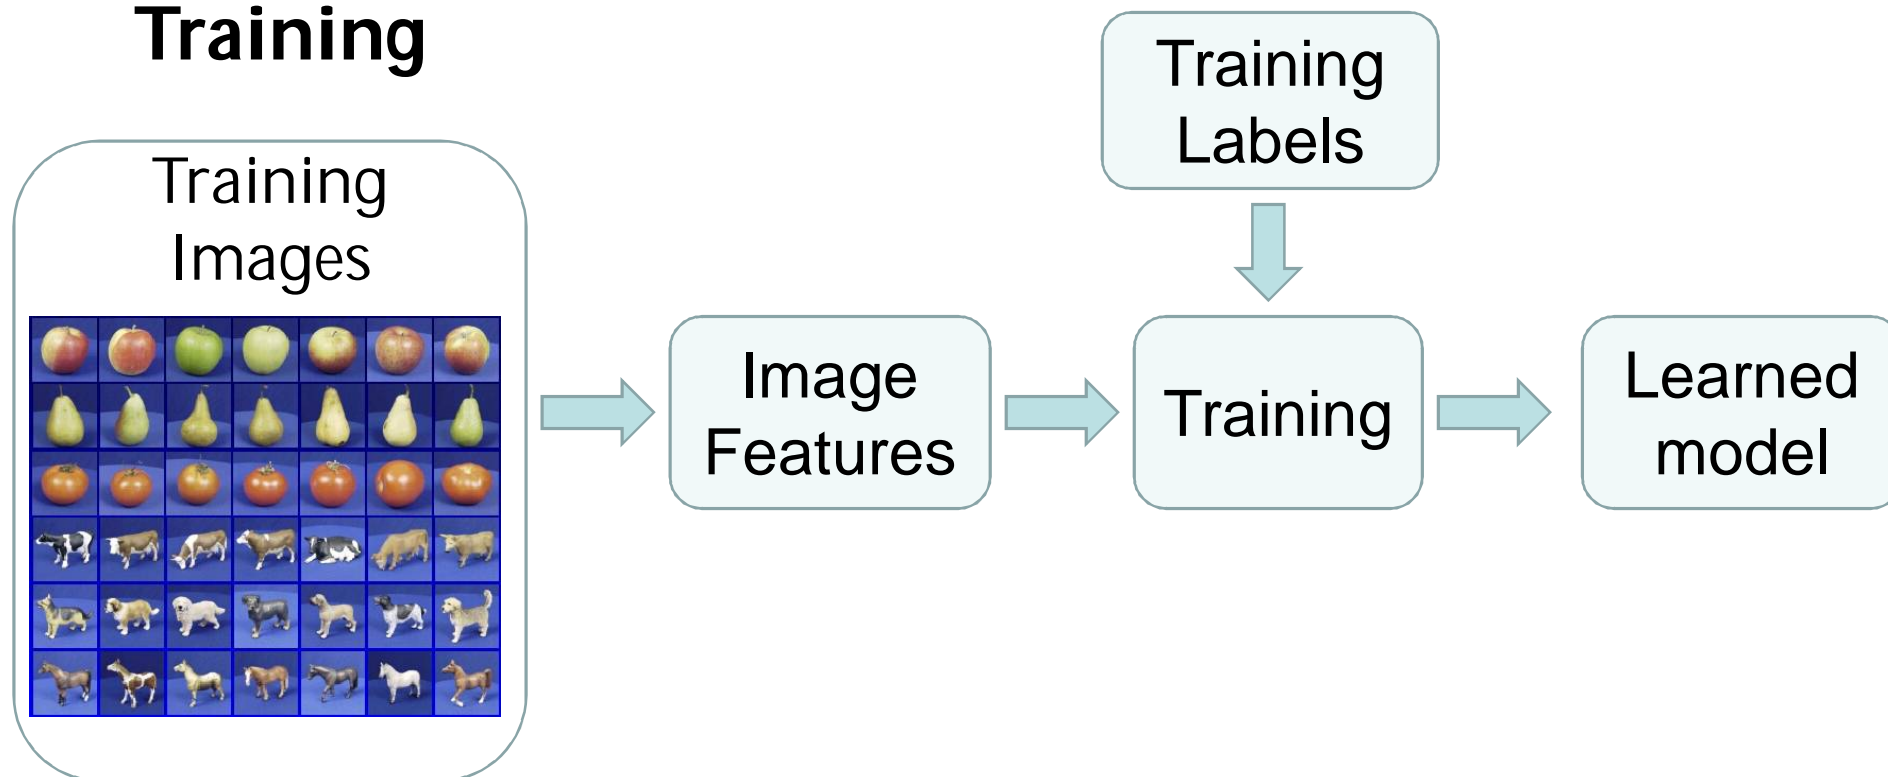 Training
Training
Images
Training
Labels
Image
Features
Training
Learned
model